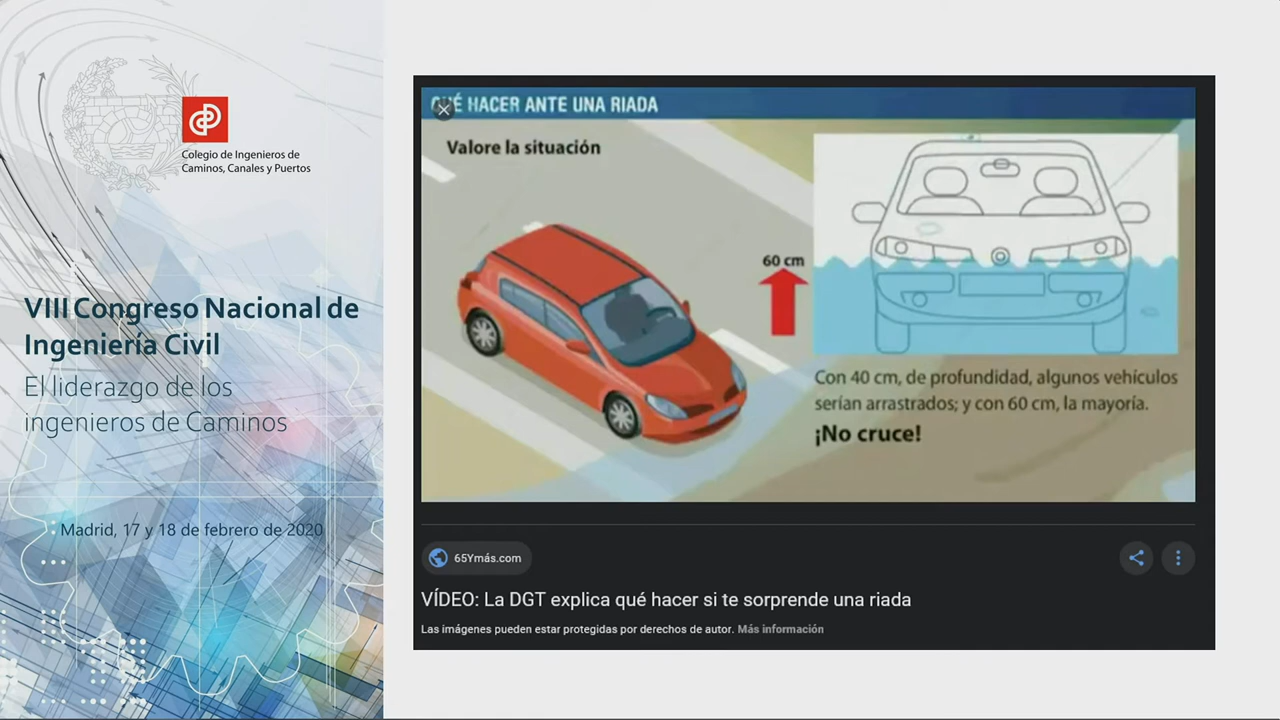 Colegio de Ingenieros de
Caminos, Canales y Puertos
VIII Congreso Nacional de
Ingeniería Civil
El liderazgo de los
ingenieros de Caminos
Madrid, 17 y 18 de febrero de 2020
QUÉ HACER ANTE UNA RIADA
Valore la situación
60 cm
Con 40 cm, de profundidad, algunos vehículos
serían arrastrados; y con 60 cm, la mayoría.
¡No cruce!
65Ymás.com
VÍDEO: La DGT explica qué hacer si te sorprende una riada
Las imágenes pueden estar protegidas por derechos de autor. Más información